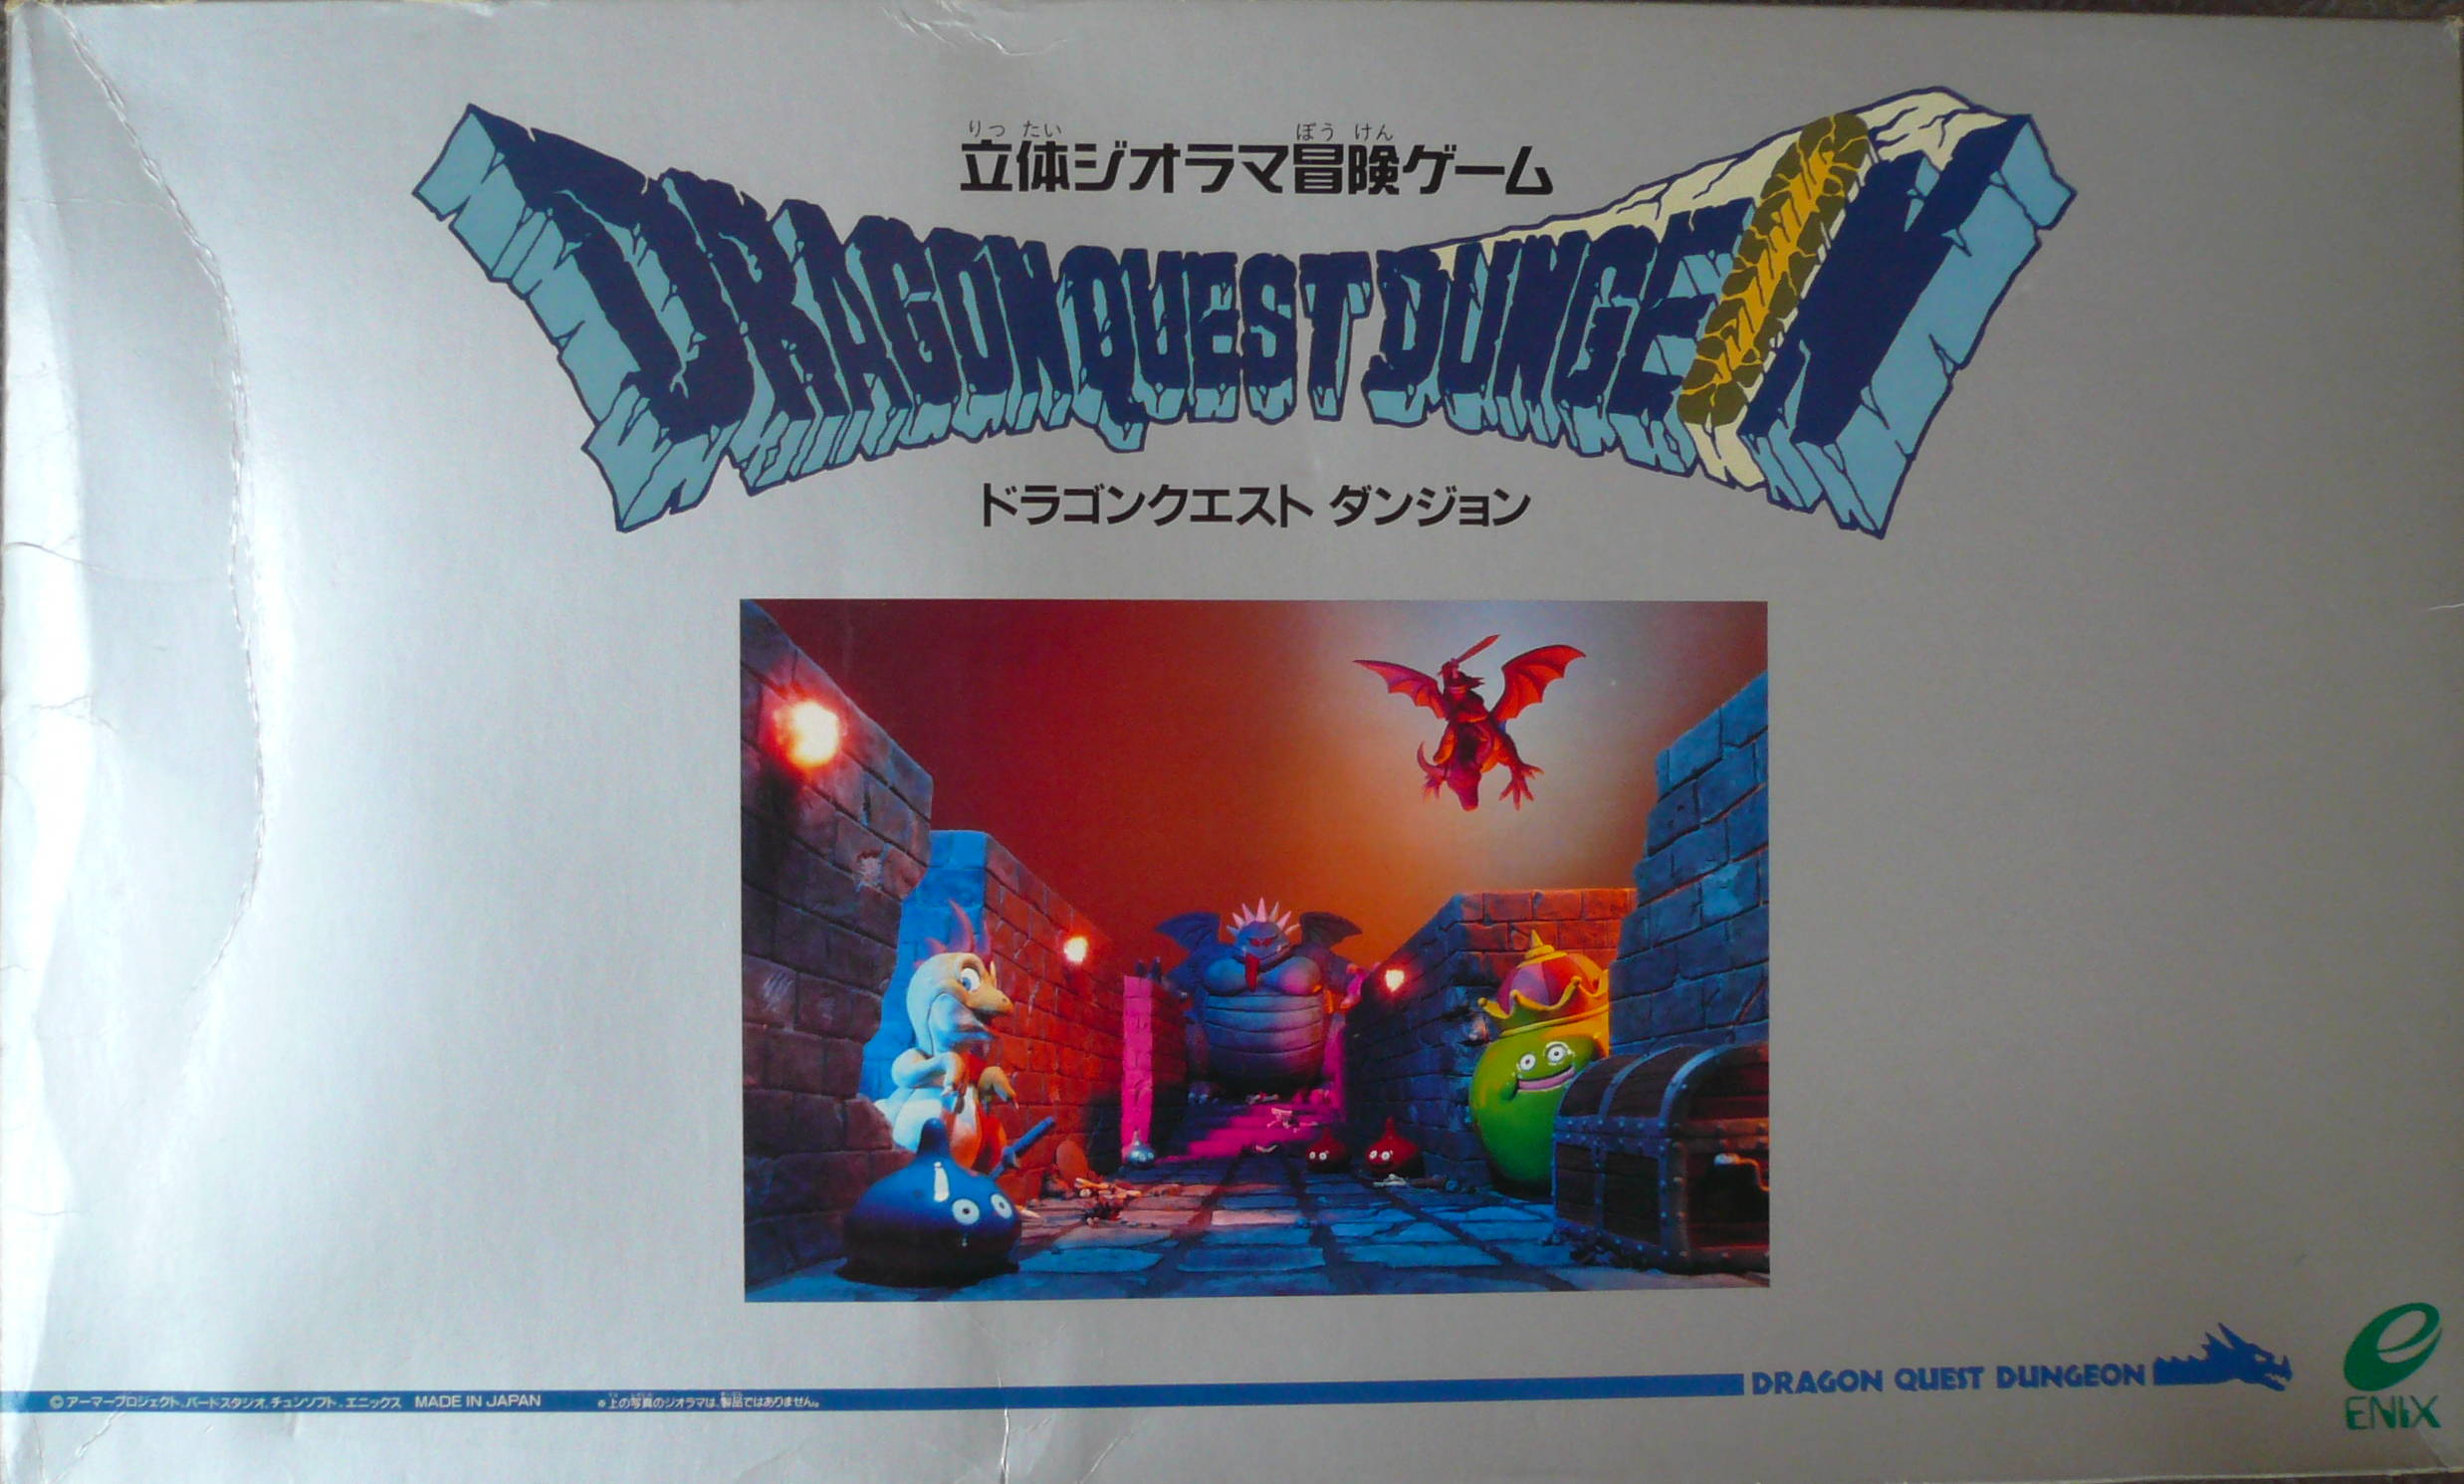 りったい ぼうけん
立体ジオラマ冒険ゲーム
DRAGON QUEST DUNGEON
ドラゴンクエスト ダンジョン
DRAGON QUEST DUNGEON
©アーマープロジェクト、バードスタジオ、チュンソフト、エニックス MADE IN JAPAN
●上の写真のジオラマは、製品ではありません。
ENIX